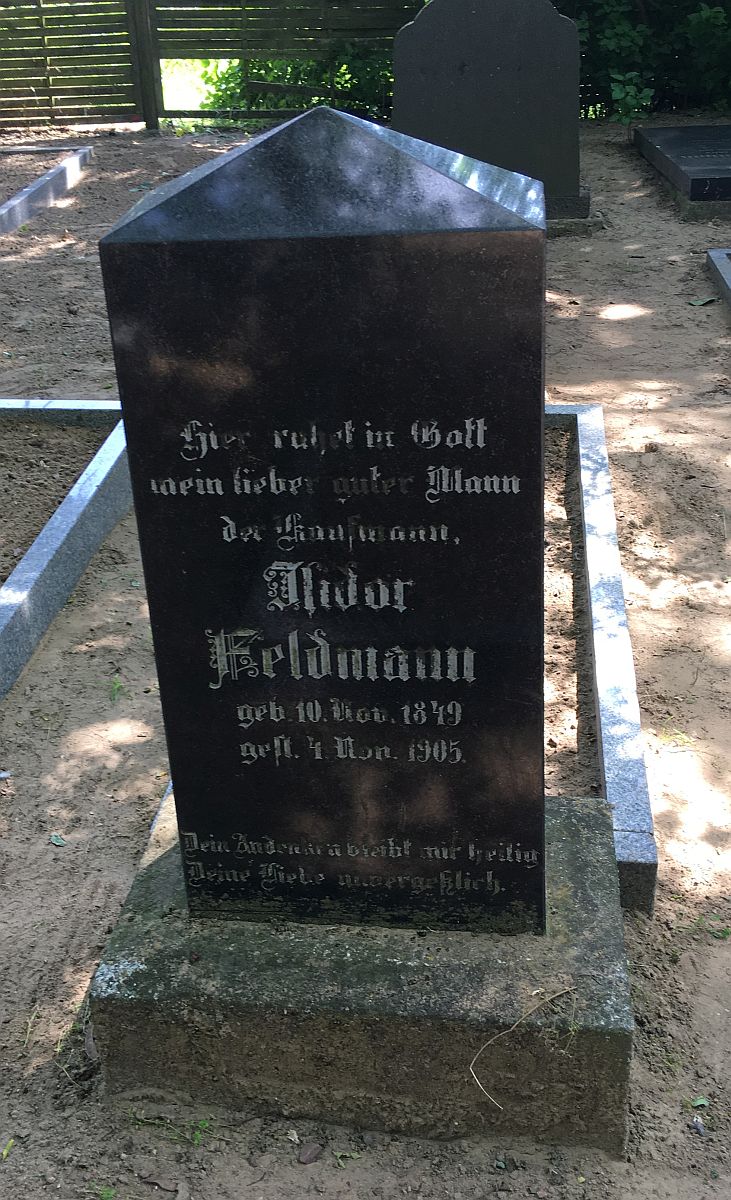 Hier ruhet in Gott
mein lieber guter Mann
der Kaufmann,
Isidor
Feldmann
geb. 10. Nov. 1849
gest. 4. Nov. 1905.
Dein Andenken bleibt mir heilig
Deine Liebe unvergeßlich.